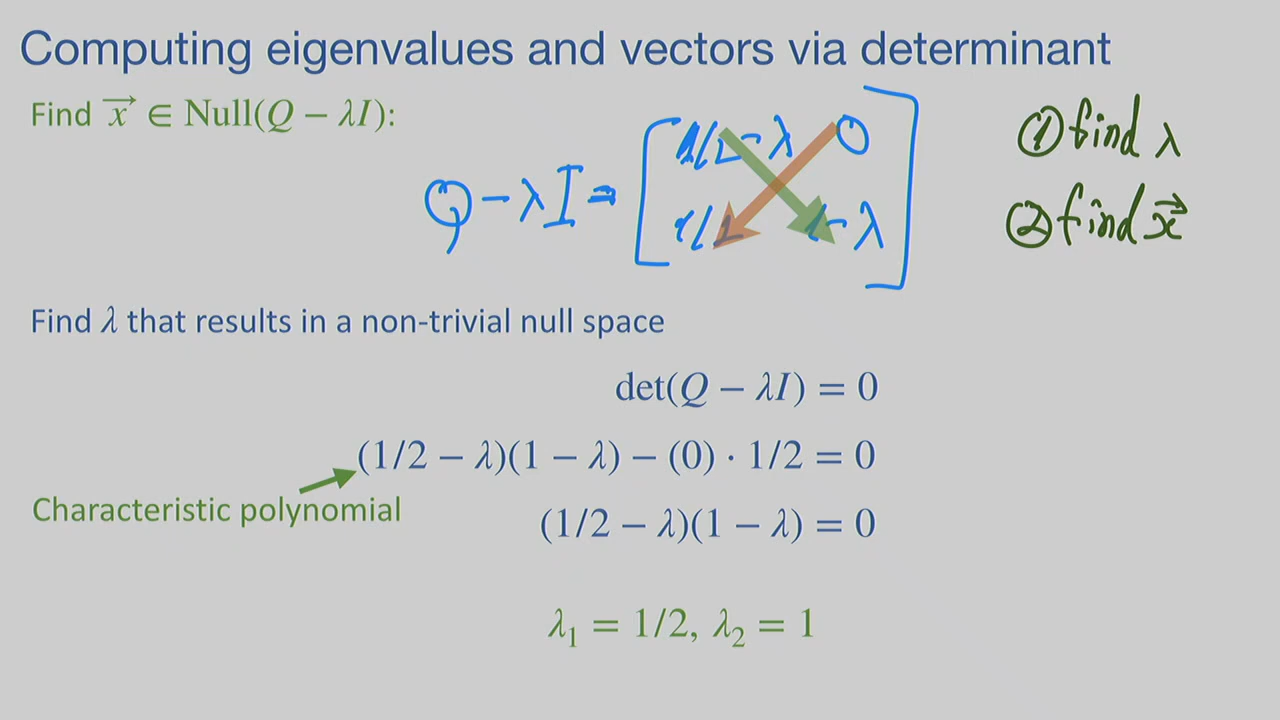 Computing eigenvalues and vectors via determinant
Find x⃗ ∈ Null(Q − λI):
Q − λI = [1/2 − λ 0
1/2 1 − λ]
① find λ
② find x⃗
Find λ that results in a non-trivial null space
det(Q − λI) = 0
(1/2 − λ)(1 − λ) − (0) · 1/2 = 0
Characteristic polynomial
(1/2 − λ)(1 − λ) = 0
λ₁ = 1/2, λ₂ = 1